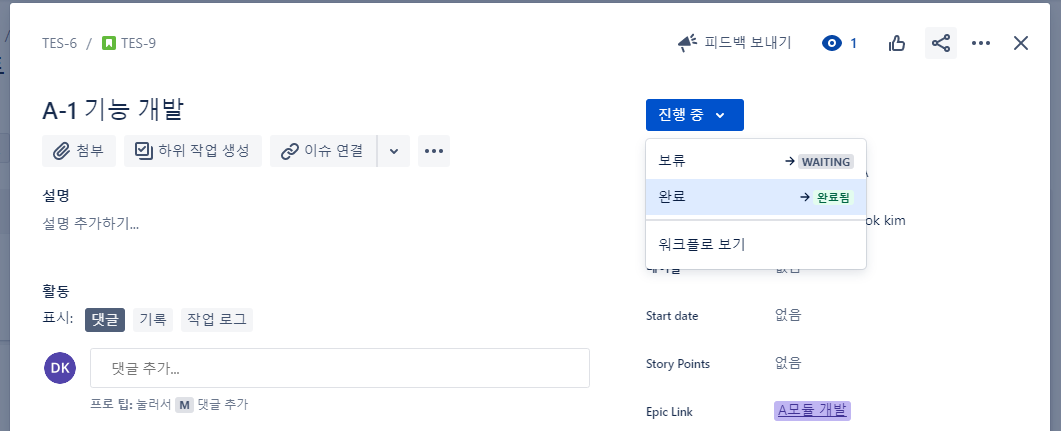 TES-6 / TES-9
피드백 보내기 1
A-1 기능 개발
첨부 하위 작업 생성 이슈 연결
진행 중
보류 → WAITING
완료 → 완료됨
워크플로 보기
설명
설명 추가하기...
ok kim
없음
활동
표시: 댓글 기록 작업 로그
Start date 없음
DK 댓글 추가...
Story Points 없음
프로 팁: 눌러서 M 댓글 추가
Epic Link A모듈 개발